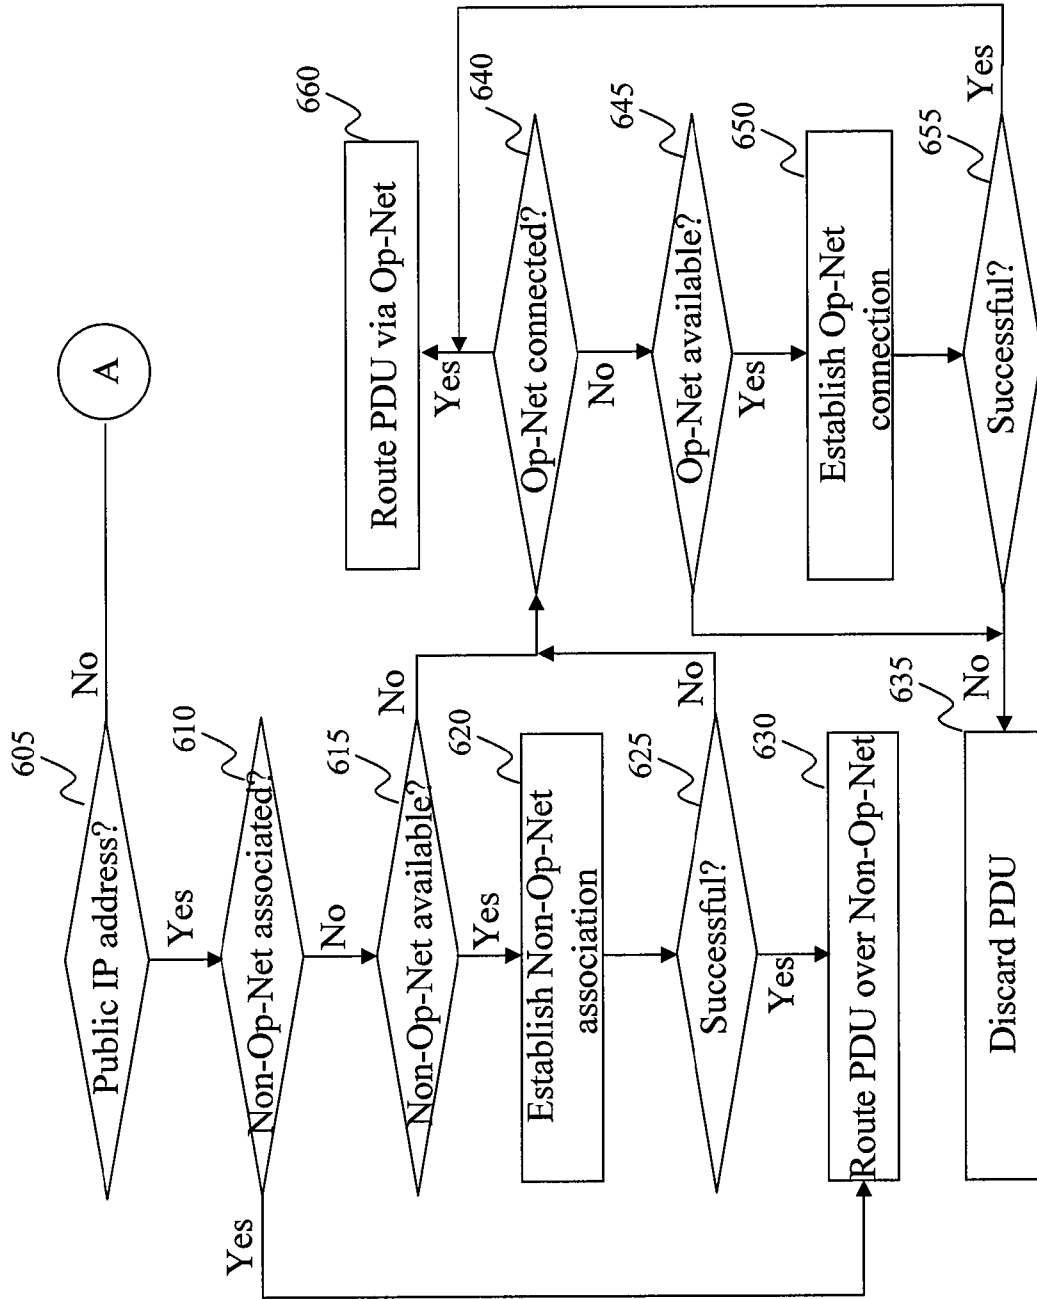 605
Public IP address?
No
A
Yes
610
Non-Op-Net associated?
Yes
No
615
Non-Op-Net available?
No
Yes
620
Establish Non-Op-Net
association
625
Successful?
No
Yes
630
Route PDU over Non-Op-Net
635
Discard PDU
660
Route PDU via Op-Net
Yes
640
Op-Net connected?
No
645
Op-Net available?
Yes
650
Establish Op-Net
connection
655
Successful?
Yes
No